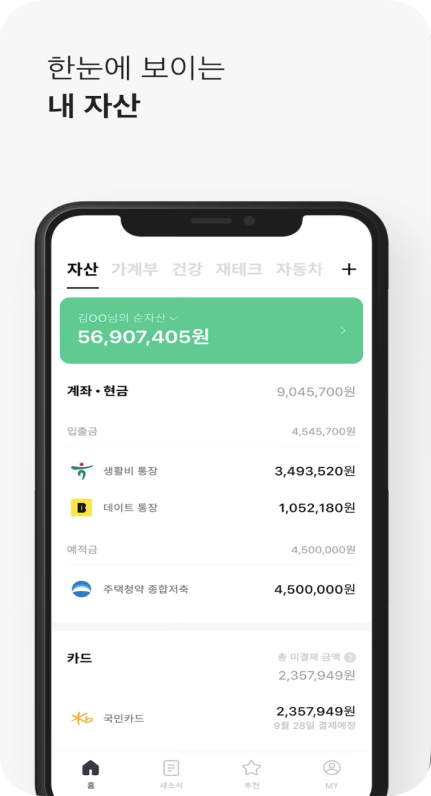 한눈에 보이는
내 자산
자산 가계부 건강 재테크 자동차 +
김OO님의 순자산
56,907,405원
계좌 • 현금 9,045,700원
입출금 4,545,700원
생활비 통장 3,493,520원
B 데이트 통장 1,052,180원
예적금 4,500,000원
주택청약 종합저축 4,500,000원
카드 총 미결제 금액 ?
2,357,949원
국민카드 2,357,949원
9월 28일 결제예정
홈 새소식 추천 MY